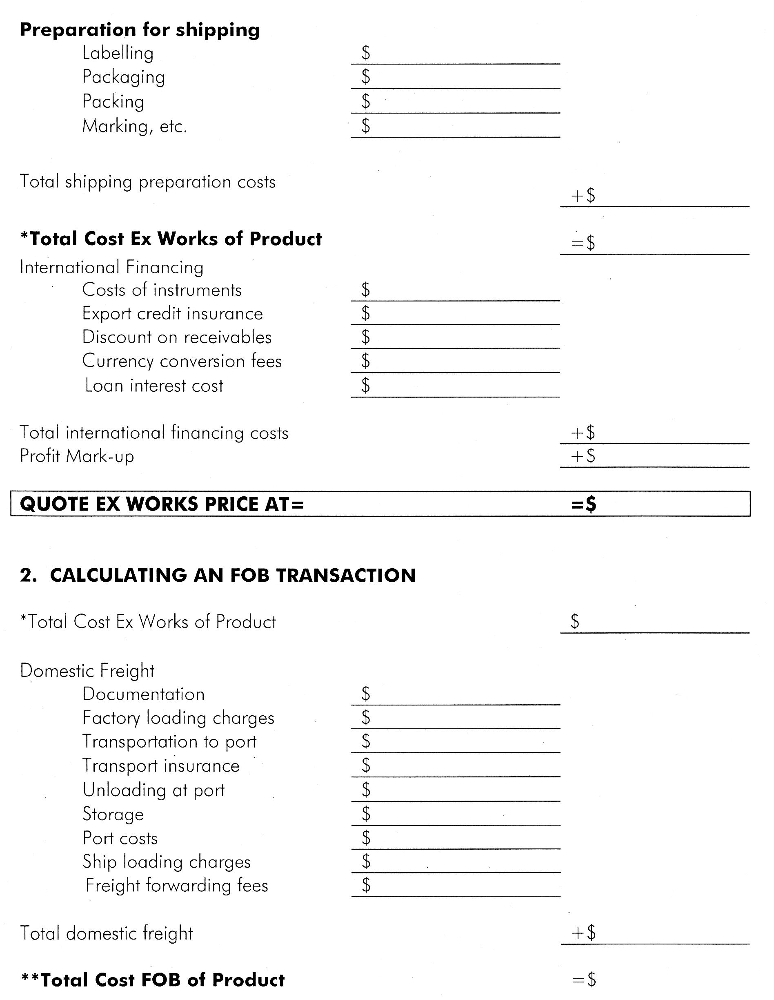 Preparation for shipping
Labelling $
Packaging $
Packing $
Marking, etc. $
Total shipping preparation costs
+$
*Total Cost Ex Works of Product =$
International Financing
Costs of instruments $
Export credit insurance $
Discount on receivables $
Currency conversion fees $
Loan interest cost $
Total international financing costs +$
Profit Mark-up +$
QUOTE EX WORKS PRICE AT= =$
2. CALCULATING AN FOB TRANSACTION
*Total Cost Ex Works of Product $
Domestic Freight
Documentation $
Factory loading charges $
Transportation to port $
Transport insurance $
Unloading at port $
Storage $
Port costs $
Ship loading charges $
Freight forwarding fees $
Total domestic freight +$
**Total Cost FOB of Product =$